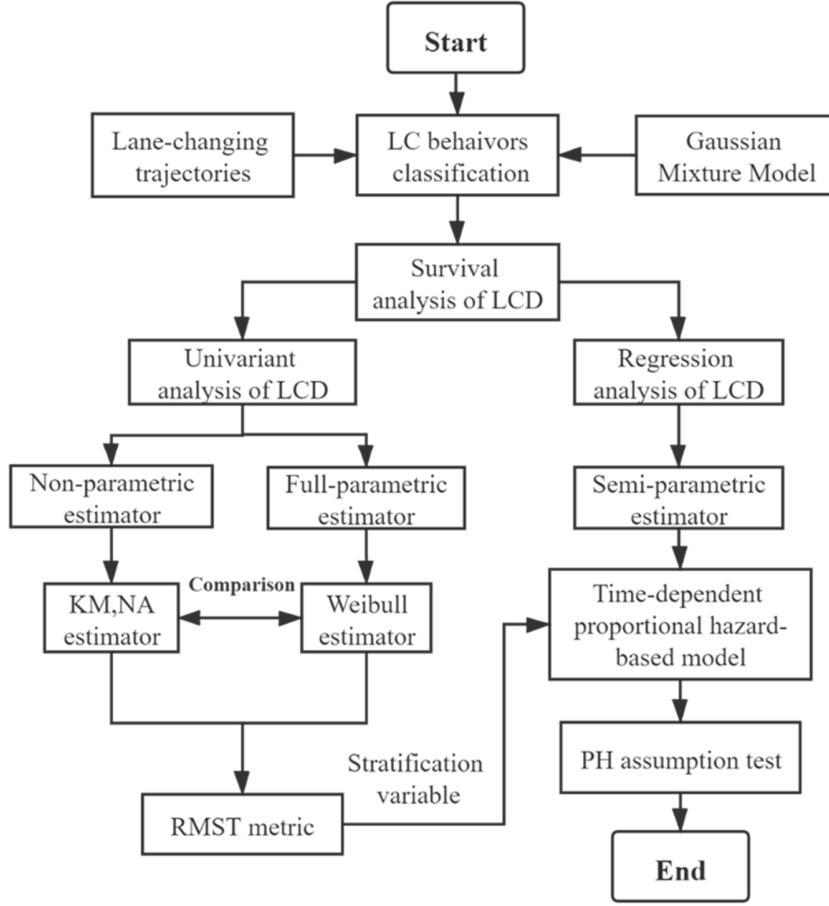 Start
Lane-changing
trajectories
LC behaivors
classification
Gaussian
Mixture Model
Survival
analysis of LCD
Univariant
analysis of LCD
Regression
analysis of LCD
Non-parametric
estimator
Full-parametric
estimator
Semi-parametric
estimator
KM,NA
estimator
Comparison
Weibull
estimator
Time-dependent
proportional hazard-
based model
Stratification
variable
PH assumption test
RMST metric
End